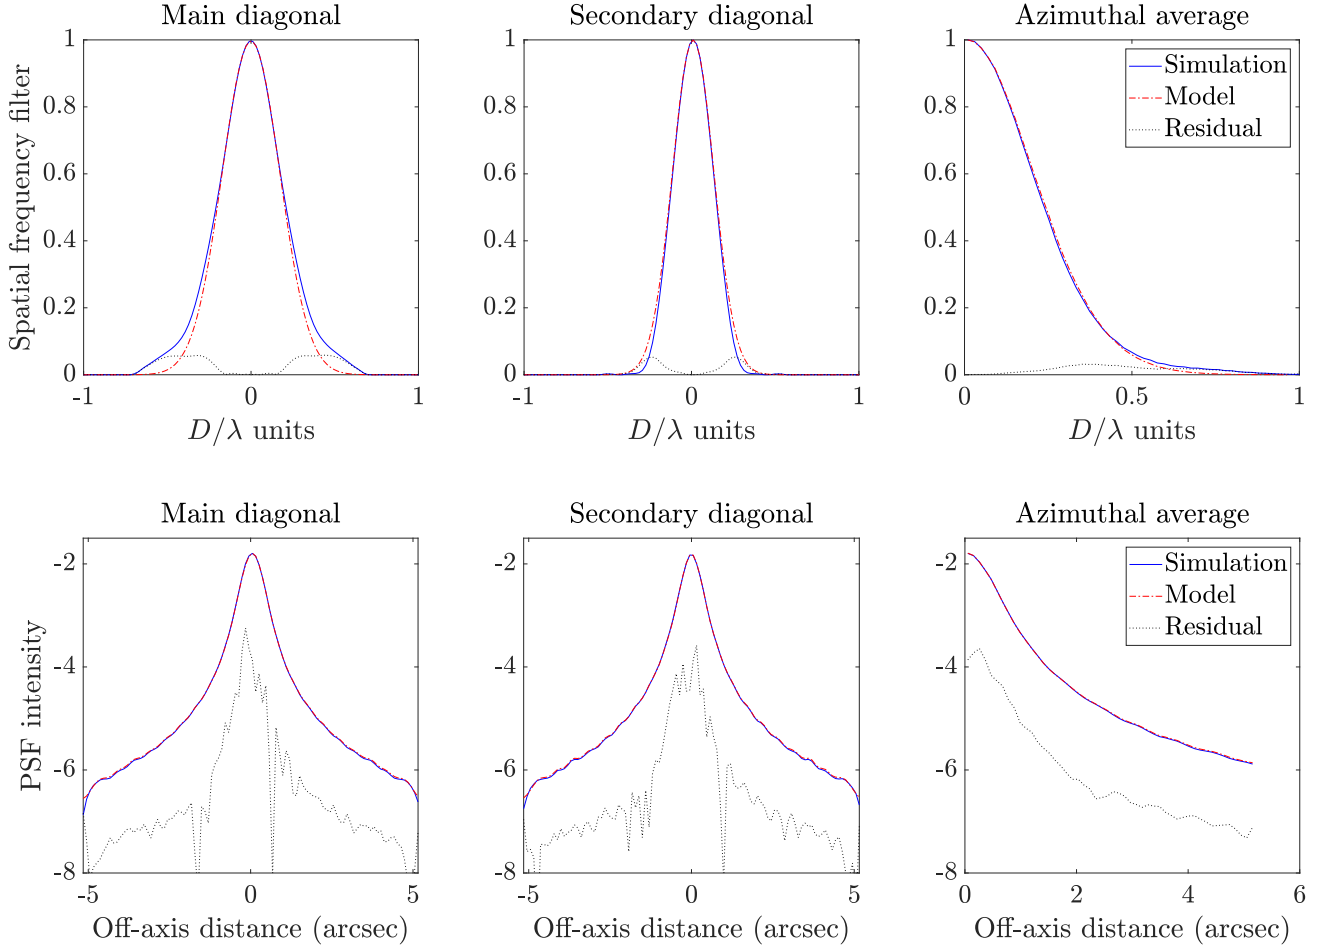 Main diagonal
Secondary diagonal
Azimuthal average
Spatial frequency filter
1
0.8
0.6
0.4
0.2
0
-1
0
1
D/λ units
1
0.8
0.6
0.4
0.2
0
-1
0
1
D/λ units
1
0.8
0.6
0.4
0.2
0
0
0.5
1
D/λ units
Simulation
Model
Residual
Main diagonal
Secondary diagonal
Azimuthal average
PSF intensity
-2
-4
-6
-8
-5
0
5
Off-axis distance (arcsec)
-2
-4
-6
-8
-5
0
5
Off-axis distance (arcsec)
-2
-4
-6
-8
0
2
4
6
Off-axis distance (arcsec)
Simulation
Model
Residual